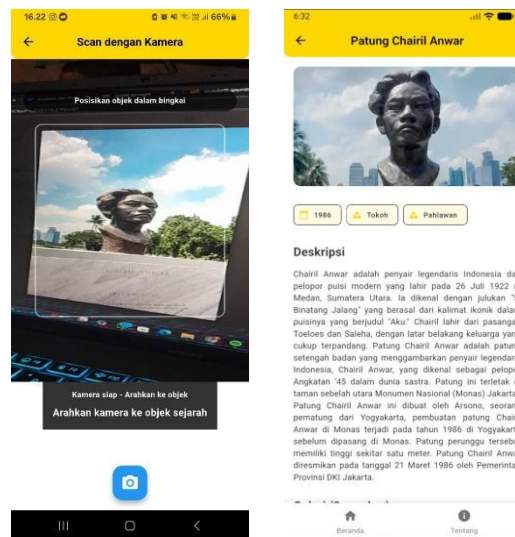 16.22
66%
Scan dengan Kamera
Posisikan objek dalam bingkai
Kamera siap - Arahkan ke objek
Arahkan kamera ke objek sejarah
6:32
Patung Chairil Anwar
1986
Tokoh
Pahlawan
Deskripsi
Chairil Anwar adalah penyair legendaris Indonesia da
pelopor puisi modern yang lahir pada 26 Juli 1922
Medan, Sumatera Utara. Ia dikenal dengan julukan
Binatang Jalang" yang berasal dari kalimat ikonik dala
puisinya yang berjudul "Aku." Chairil lahir dari pasanga
Toeloes dan Saleha, dengan latar belakang keluarga yan
cukup terpandang. Patung Chairil Anwar adalah patun
setengah badan yang menggambarkan penyair legendar
Indonesia, Chairil Anwar, yang dikenal sebagai pelopo
Angkatan '45 dalam dunia sastra. Patung ini terletak
taman sebelah utara Monumen Nasional (Monas) Jakarta
Patung Chairil Anwar ini dibuat oleh Arsono, seoran
pematung dari Yogyakarta, pembuatan patung Chair
Anwar di Monas terjadi pada tahun 1986 di Yogyakart
sebelum dipasang di Monas. Patung perunggu tersebu
memiliki tinggi sekitar satu meter. Patung Chairil Anwa
diresmikan pada tanggal 21 Maret 1986 oleh Pemerinta
Provinsi DKI Jakarta.
Beranda
Tentang